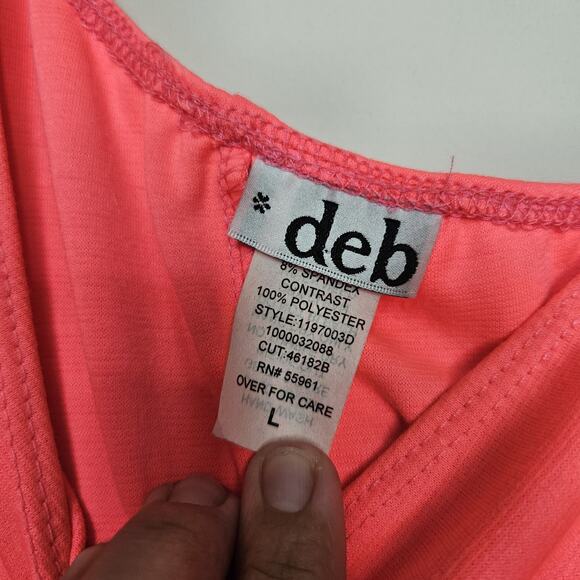 * deb
8% SPANDEX
CONTRAST
100% POLYESTER
STYLE:1197003D
1000032088
CUT:46182B
RN# 55961
OVER FOR CARE
L